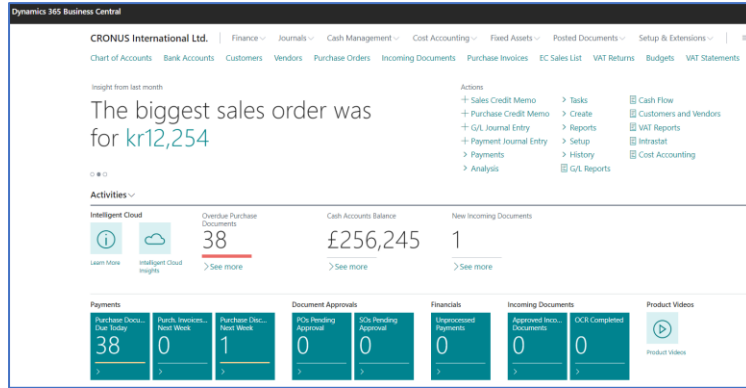 Dynamics 365 Business Central
CRONUS International Ltd. Finance Journals Cash Management Cost Accounting Fixed Assets Posted Documents Setup & Extensions
Chart of Accounts Bank Accounts Customers Vendors Purchase Orders Incoming Documents Purchase Invoices EC Sales List VAT Returns Budgets VAT Statements
Insight from last month
The biggest sales order was
for kr12,254
Actions
+ Sales Credit Memo > Tasks Cash Flow
+ Purchase Credit Memo > Create Customers and Vendors
+ G/L Journal Entry > Reports VAT Reports
+ Payment Journal Entry > Setup Intrastat
> Payments > History Cost Accounting
> Analysis G/L Reports
Activities
Intelligent Cloud
Learn More
Intelligent Cloud
Insights
Overdue Purchase
Documents
38
> See more
Cash Accounts Balance
£256,245
> See more
New Incoming Documents
1
> See more
Payments
Purchase Docu...
Due Today
38
>
Purch. Invoices...
Next Week
0
>
Purchase Disc...
Next Week
1
>
Document Approvals
POs Pending
Approval
0
>
SOs Pending
Approval
0
>
Financials
Unprocessed
Payments
0
>
Incoming Documents
Approved Inco...
Documents
0
>
OCR Completed
0
>
Product Videos
Product Videos